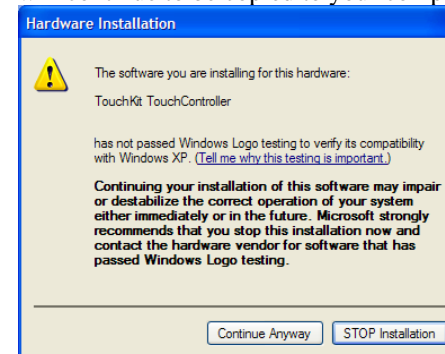 Hardware Installation
The software you are installing for this hardware:
TouchKit TouchController
has not passed Windows Logo testing to verify its compatibility
with Windows XP. (Tell me why this testing is important.)
Continuing your installation of this software may impair
or destabilize the correct operation of your system
either immediately or in the future. Microsoft strongly
recommends that you stop this installation now and
contact the hardware vendor for software that has
passed Windows Logo testing.
Continue Anyway
STOP Installation